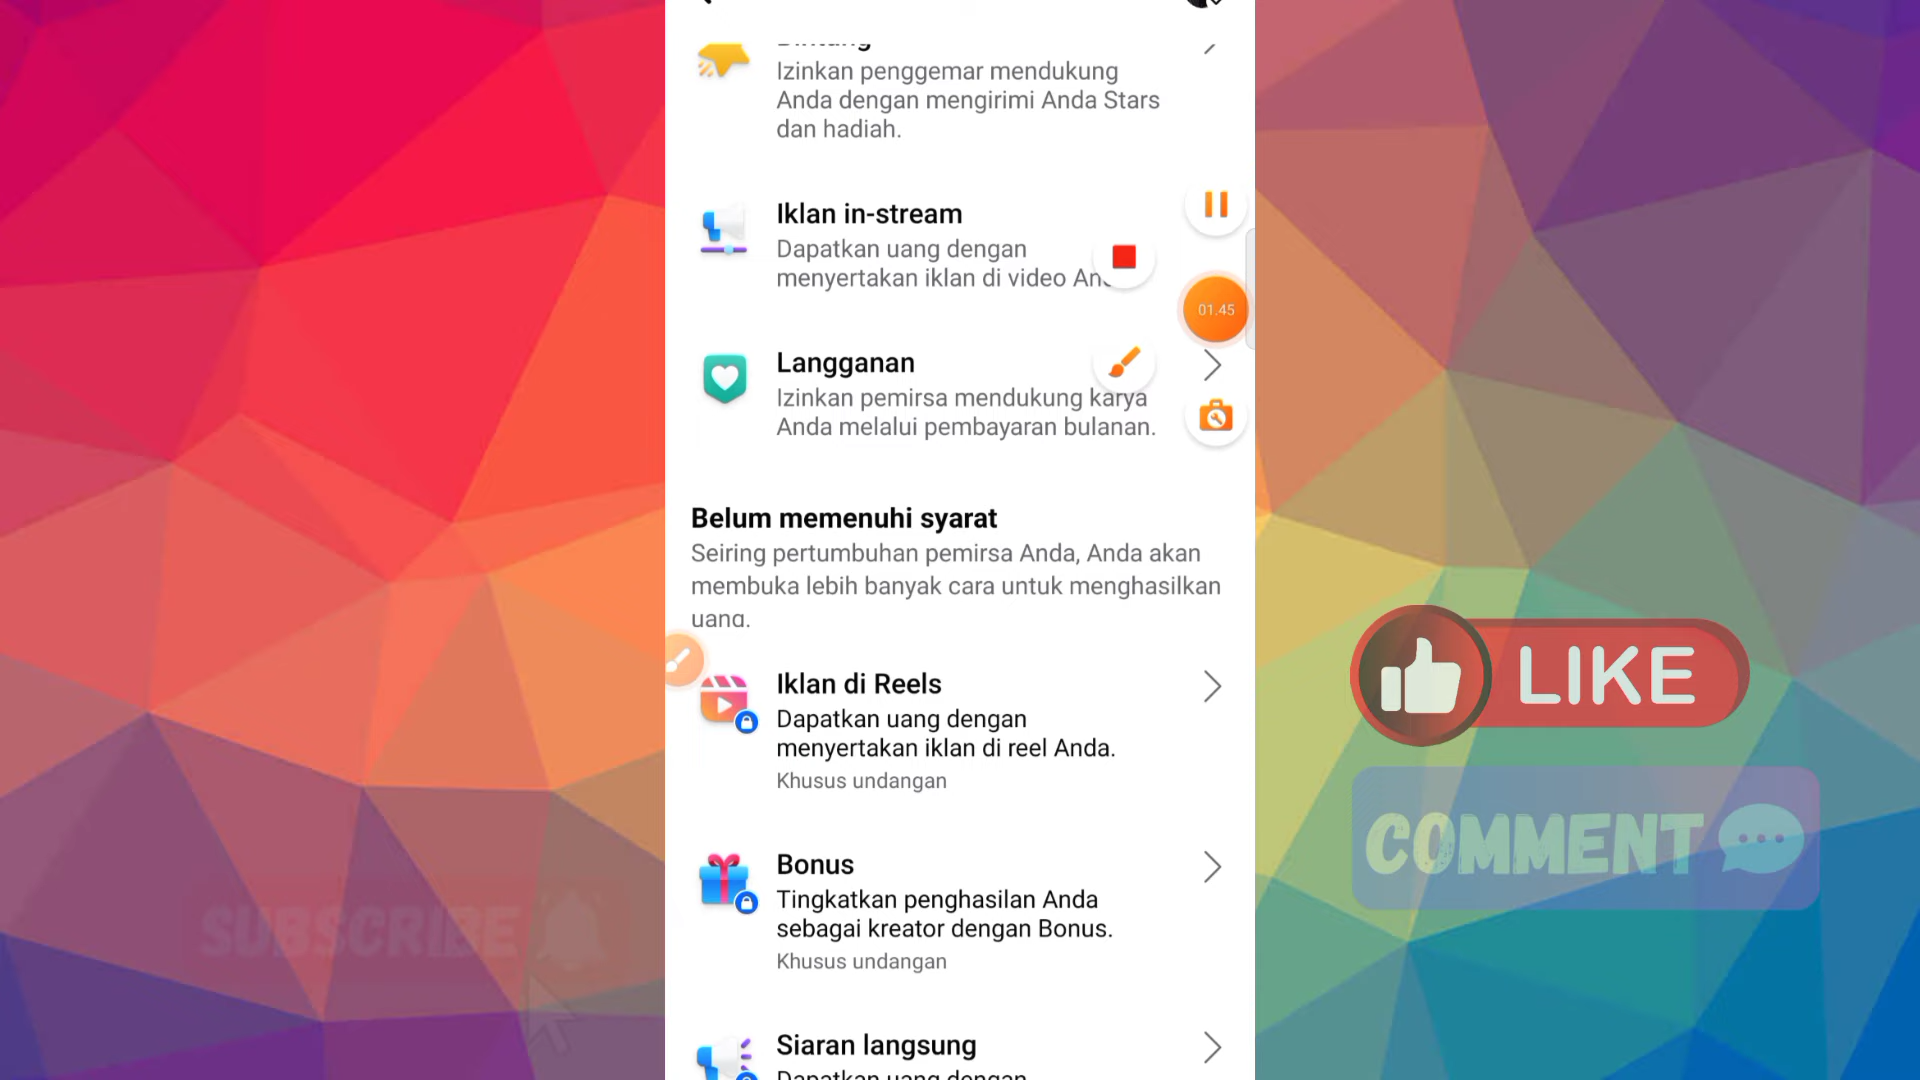 Izinkan penggemar mendukung
Anda dengan mengirimi Anda Stars
dan hadiah.
Iklan in-stream
Dapatkan uang dengan
menyertakan iklan di video
01.45
Langganan
Izinkan pemirsa mendukung karya
Anda melalui pembayaran bulanan.
Belum memenuhi syarat
Seiring pertumbuhan pemirsa Anda, Anda akan
membuka lebih banyak cara untuk menghasilkan
uang.
Iklan di Reels
Dapatkan uang dengan
menyertakan iklan di reel Anda.
Khusus undangan
Bonus
Tingkatkan penghasilan Anda
sebagai kreator dengan Bonus.
Khusus undangan
Siaran langsung
Dapatkan uang dengan
LIKE
COMMENT
SUBSCRIBE